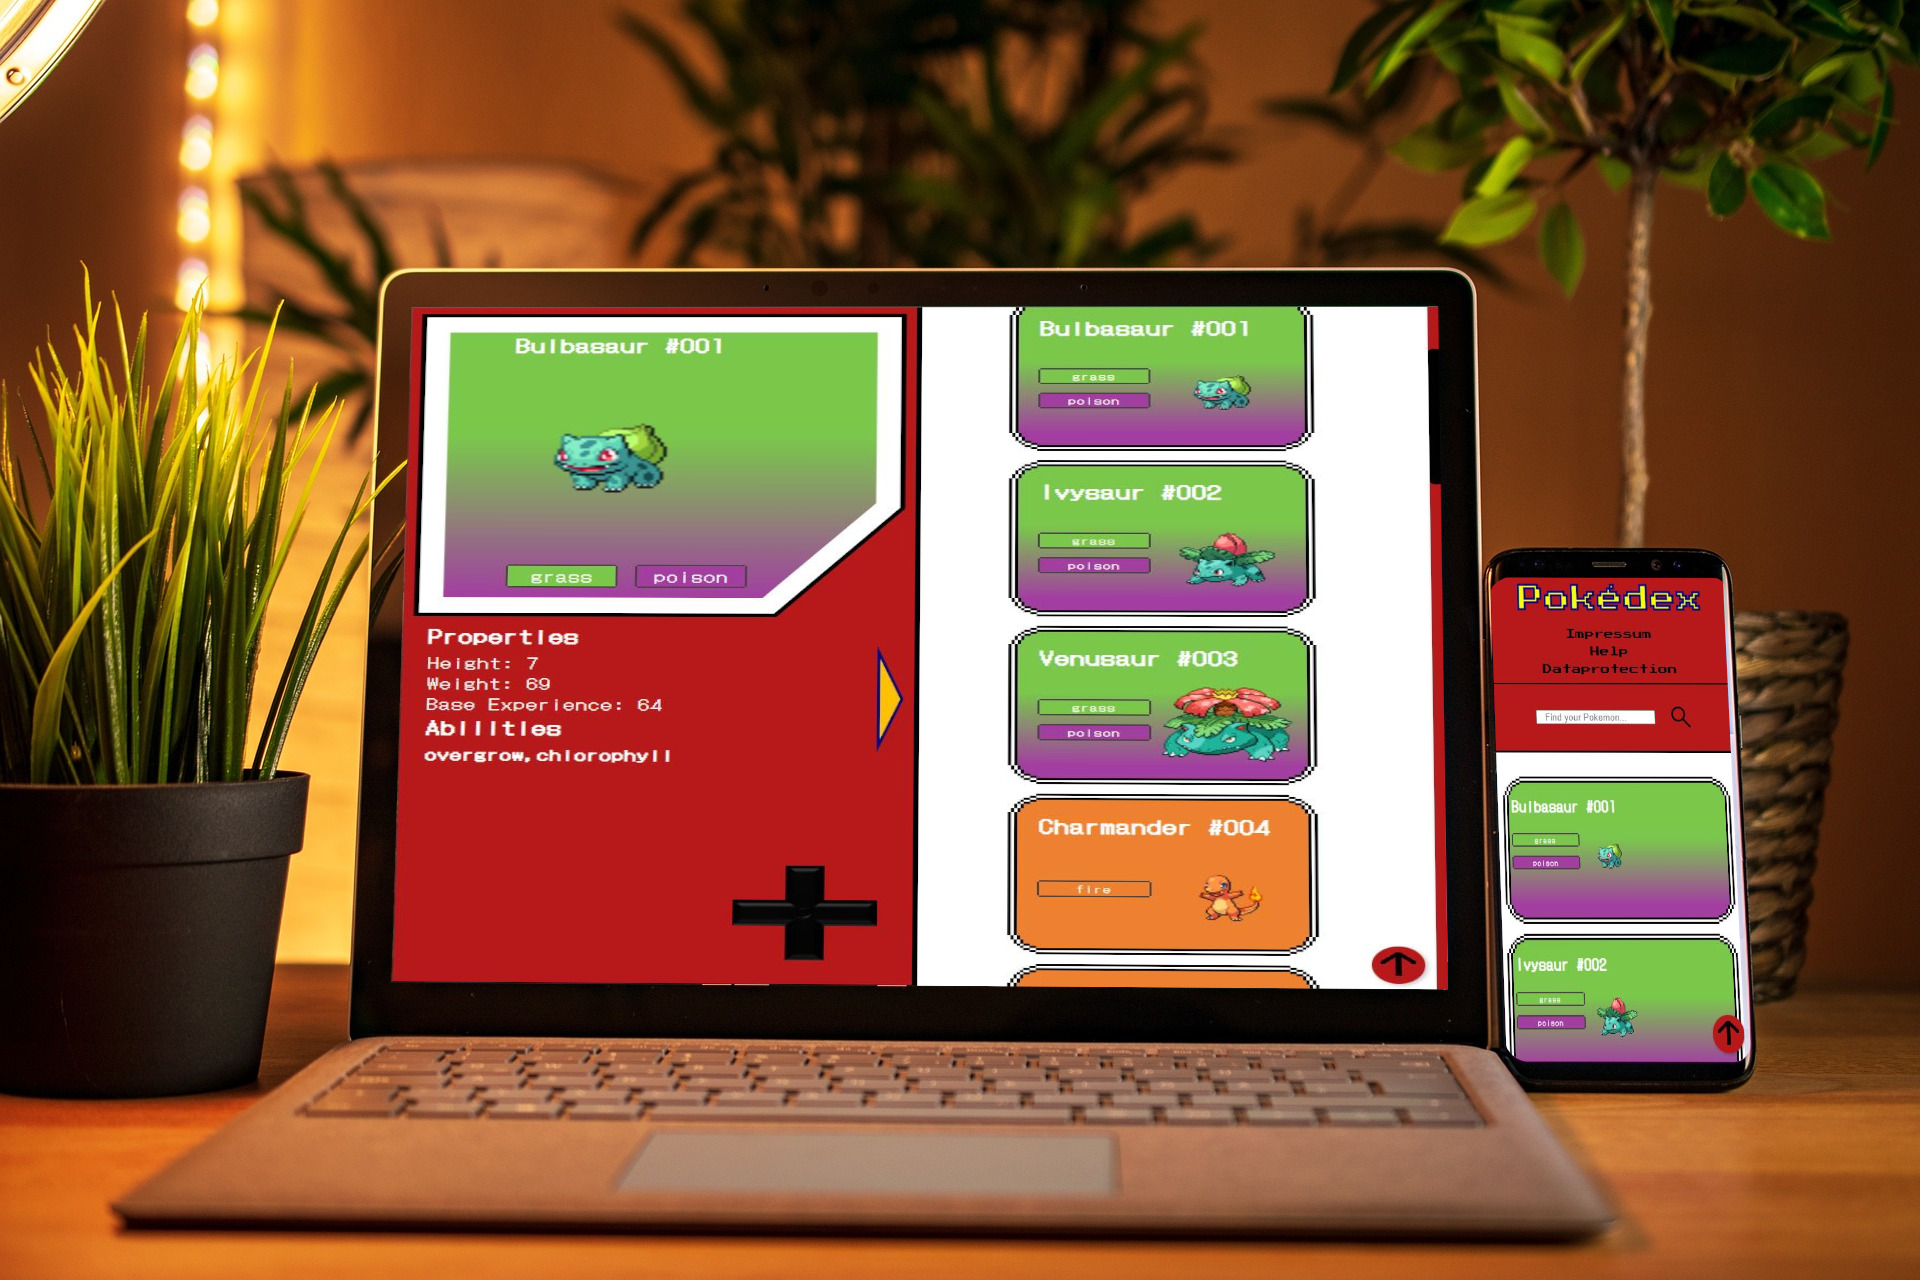 Bulbasaur #001
grass
poison
Properties
Height: 7
Weight: 69
Base Experience: 64
Abilities
overgrow,chlorophyll
Bulbasaur #001
grass
poison
Ivysaur #002
grass
poison
Venusaur #003
grass
poison
Charmander #004
fire
Pokédex
Impressum
Help
Dataprotection
Find your Pokemon...
Bulbasaur #001
grass
poison
Ivysaur #002
grass
poison